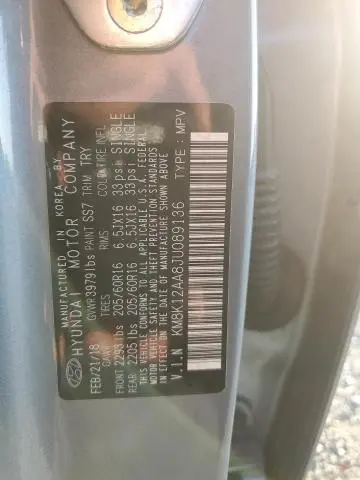 MANUFACTURED IN KOREA BY
HYUNDAI MOTOR COMPANY
FEB/21/18 GVWR 3979 lbs PAINT SS7 TRIM TRY
GAWR TIRES RIMS COLD TIRE INFL
FRONT 2293 lbs 205/60R16 6.5JX16 33psi SINGLE
REAR 2205 lbs 205/60R16 6.5JX16 33psi SINGLE
THIS VEHICLE CONFORMS TO ALL APPLICABLE U.S.A. FEDERAL
MOTOR VEHICLE SAFETY, BUMPER, AND THEFT PREVENTION STANDARDS
IN EFFECT ON THE DATE OF MANUFACTURE SHOWN ABOVE
V.I.N : KM8K12AA8JU089136 TYPE : MPV